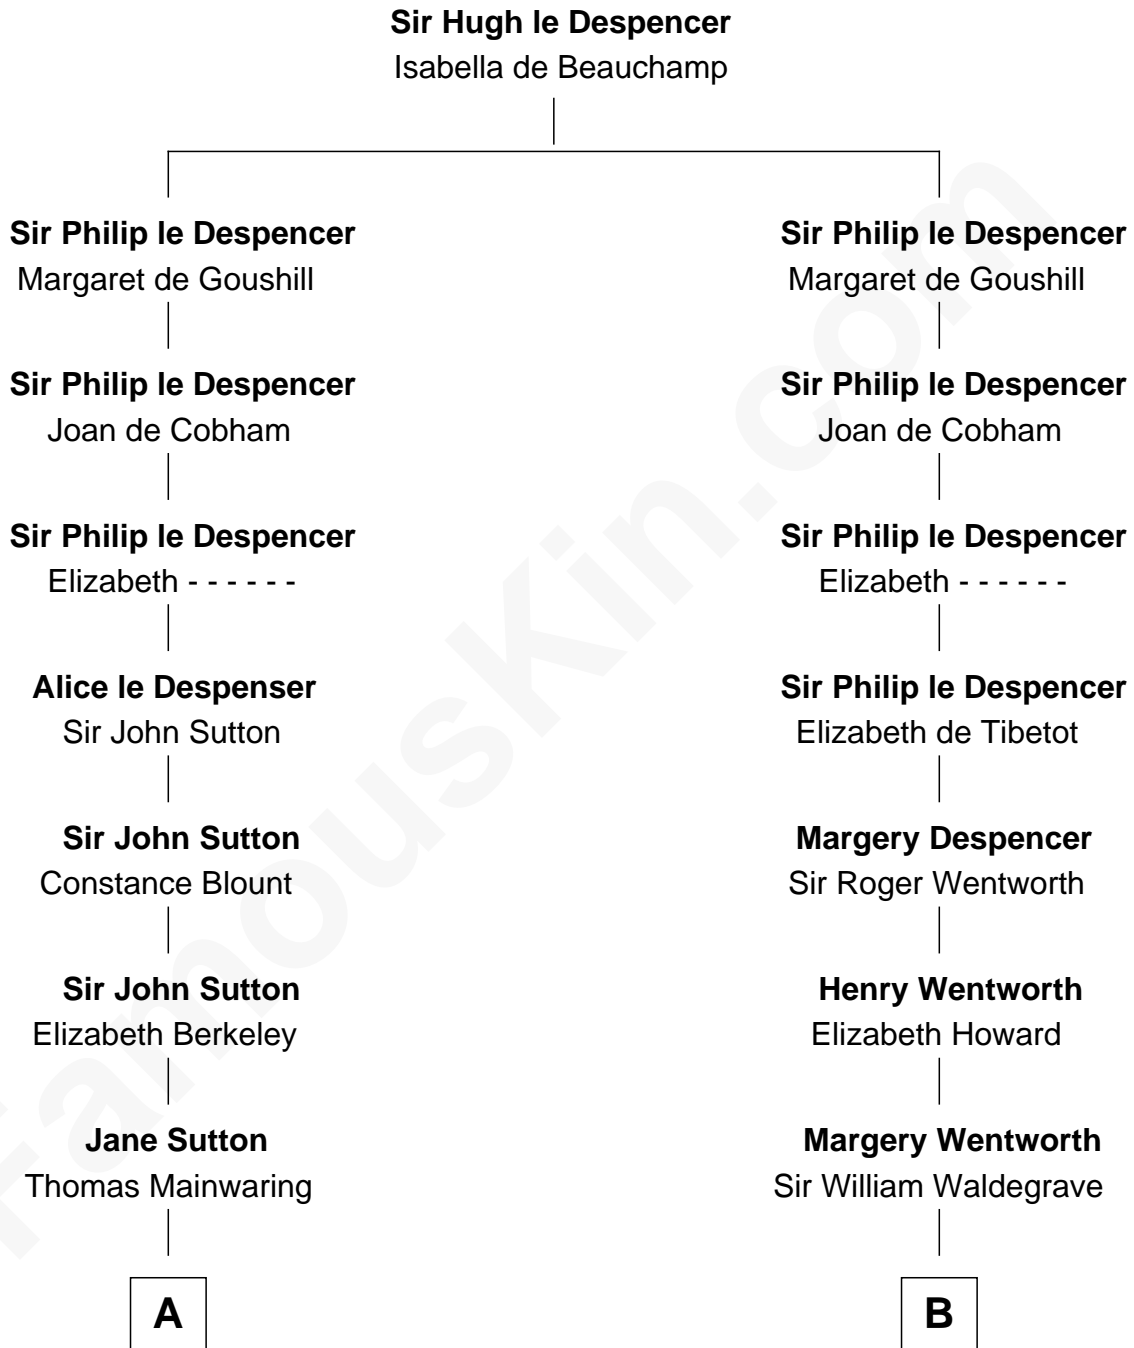 Sir Hugh le Despencer
Isabella de Beauchamp
Sir Philip le Despencer
Margaret de Goushill
Sir Philip le Despencer
Margaret de Goushill
Sir Philip le Despencer
Joan de Cobham
Sir Philip le Despencer
Joan de Cobham
Sir Philip le Despencer
Elizabeth - - - - - -
Sir Philip le Despencer
Elizabeth - - - - - -
Alice le Despenser
Sir John Sutton
Sir Philip le Despencer
Elizabeth de Tibetot
Sir John Sutton
Constance Blount
Margery Despencer
Sir Roger Wentworth
Sir John Sutton
Elizabeth Berkeley
Henry Wentworth
Elizabeth Howard
Jane Sutton
Thomas Mainwaring
Margery Wentworth
Sir William Waldegrave
A
B
FamousKin.com